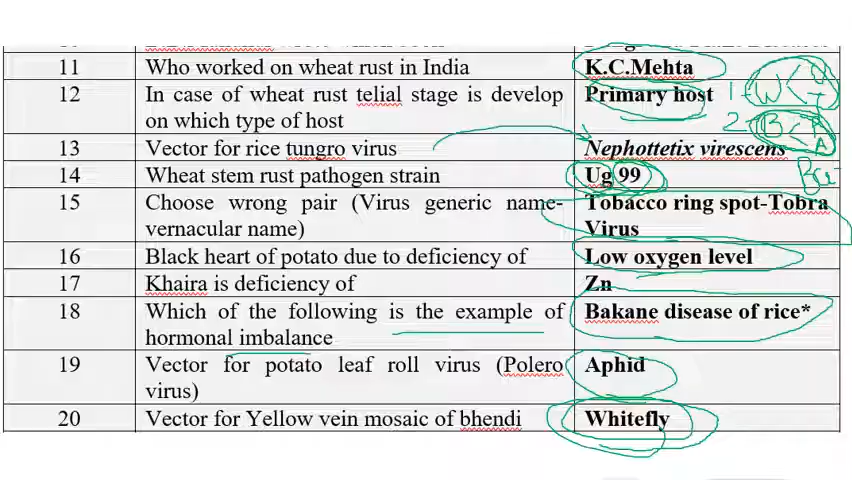 11 Who worked on wheat rust in India K.C.Mehta
12 In case of wheat rust telial stage is develop Primary host
on which type of host
13 Vector for rice tungro virus Nephottetix virescens
14 Wheat stem rust pathogen strain Ug 99
15 Choose wrong pair (Virus generic name- Tobacco ring spot-Tobra
vernacular name) Virus
16 Black heart of potato due to deficiency of Low oxygen level
17 Khaira is deficiency of Zn
18 Which of the following is the example of Bakane disease of rice*
hormonal imbalance
19 Vector for potato leaf roll virus (Polero Aphid
virus)
20 Vector for Yellow vein mosaic of bhendi Whitefly